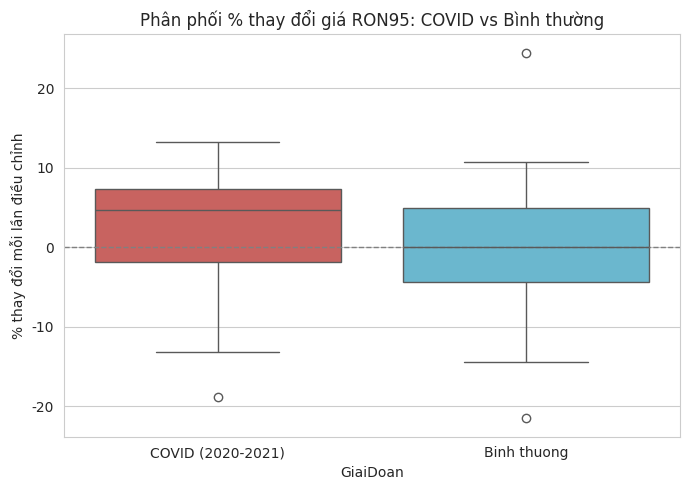 Phân phối % thay đổi giá RON95: COVID vs Bình thường
% thay đổi mỗi lần điều chỉnh
20
10
0
-10
-20
COVID (2020-2021)
Binh thuong
GiaiDoan